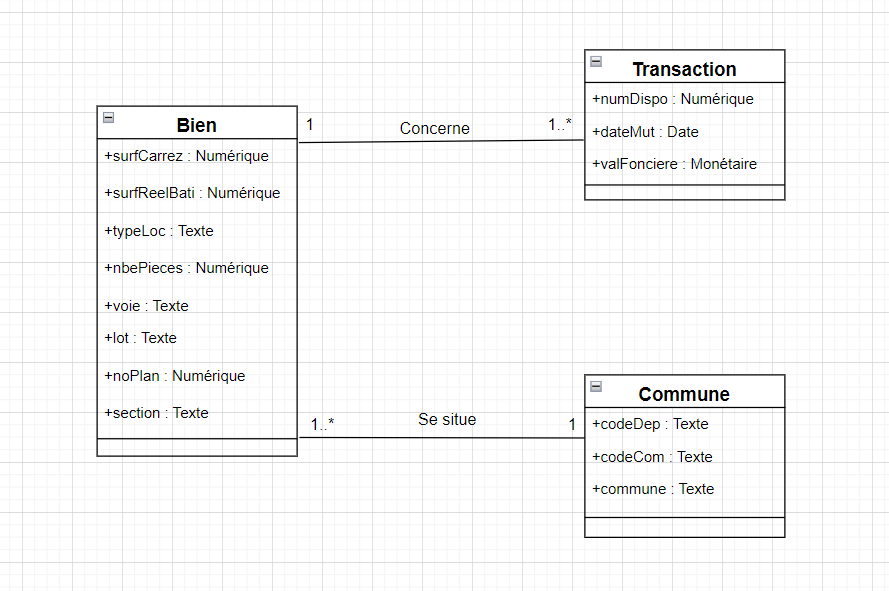 Bien
+surfCarrez : Numérique
+surfReelBati : Numérique
+typeLoc : Texte
+nbePieces : Numérique
+voie : Texte
+lot : Texte
+noPlan : Numérique
+section : Texte
1
Concerne
1..*
Transaction
+numDispo : Numérique
+dateMut : Date
+valFonciere : Monétaire
1..*
Se situe
1
Commune
+codeDep : Texte
+codeCom : Texte
+commune : Texte